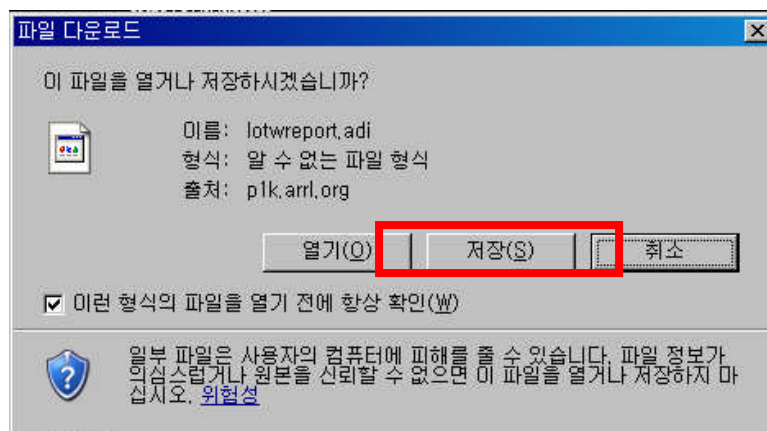 파일 다운로드
이 파일을 열거나 저장하시겠습니까?
이름: lotwreport.adi
형식: 알 수 없는 파일 형식
출처: p1k.arrl.org
열기(O) 저장(S) 취소
이런 형식의 파일을 열기 전에 항상 확인(W)
일부 파일은 사용자의 컴퓨터에 피해를 줄 수 있습니다. 파일 정보가
의심스럽거나 원본을 신뢰할 수 없으면 이 파일을 열거나 저장하지 마
십시오. 위험성